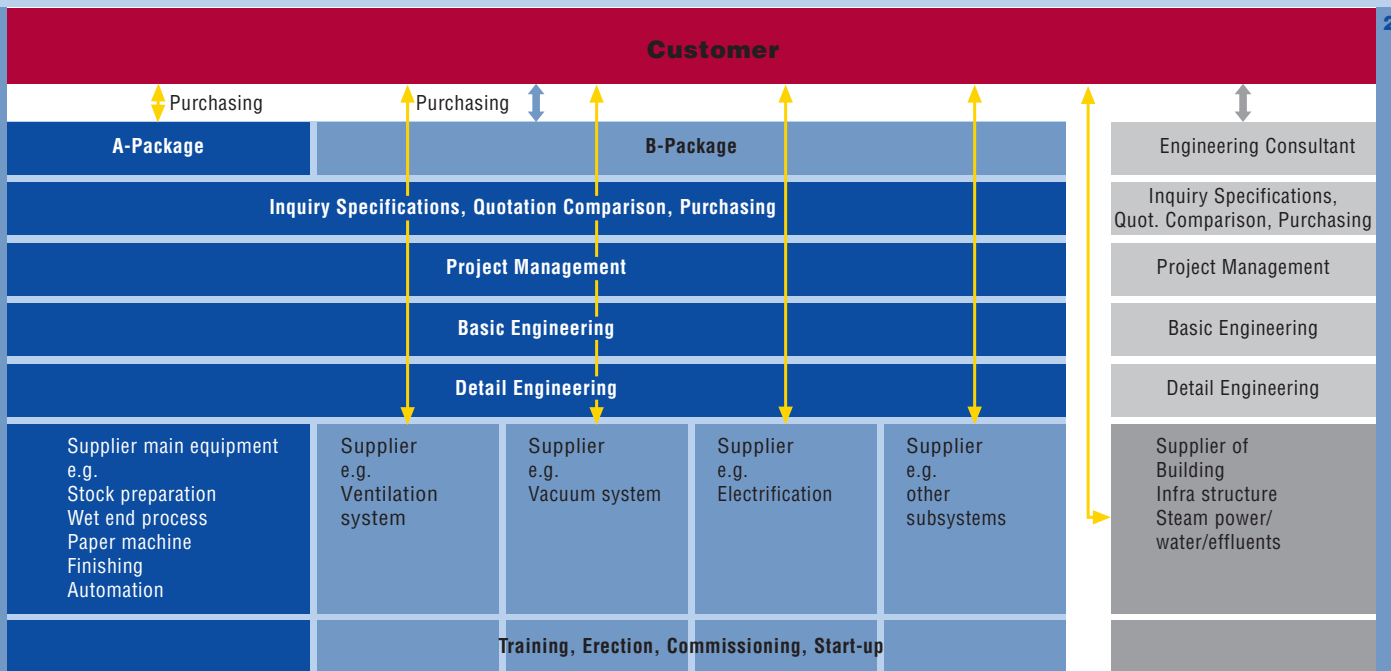 2
Customer
Purchasing
Purchasing
A-Package
B-Package
Engineering Consultant
Inquiry Specifications, Quotation Comparison, Purchasing
Inquiry Specifications,
Quot. Comparison, Purchasing
Project Management
Project Management
Basic Engineering
Basic Engineering
Detail Engineering
Detail Engineering
Supplier main equipment
e.g.
Stock preparation
Wet end process
Paper machine
Finishing
Automation
Supplier
e.g.
Ventilation
system
Supplier
e.g.
Vacuum system
Supplier
e.g.
Electrification
Supplier
e.g.
other
subsystems
Supplier of
Building
Infra structure
Steam power/
water/effluents
Training, Erection, Commissioning, Start-up